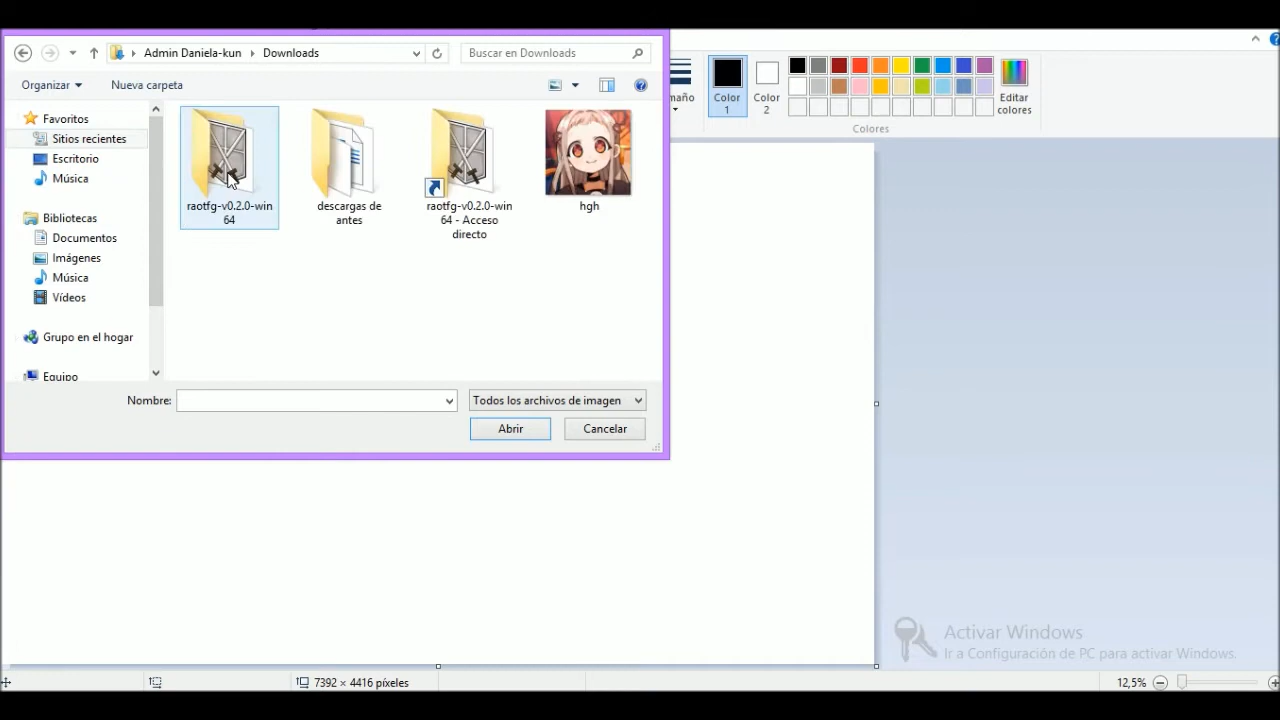 Admin Daniela-kun
Downloads
Buscar en Downloads
Organizar
Nueva carpeta
Favoritos
Sitios recientes
Escritorio
Música
Bibliotecas
Documentos
Imágenes
Música
Vídeos
Grupo en el hogar
Equipo
raotfg-v0.2.0-win
64
descargas de
antes
raotfg-v0.2.0-win
64 - Acceso
directo
hgh
Nombre:
Todos los archivos de imagen
Abrir
Cancelar
Color
1
Color
2
Editar
colores
Colores
Activar Windows
Ir a Configuración de PC para activar Windows.
7392 × 4416 píxeles
12,5%